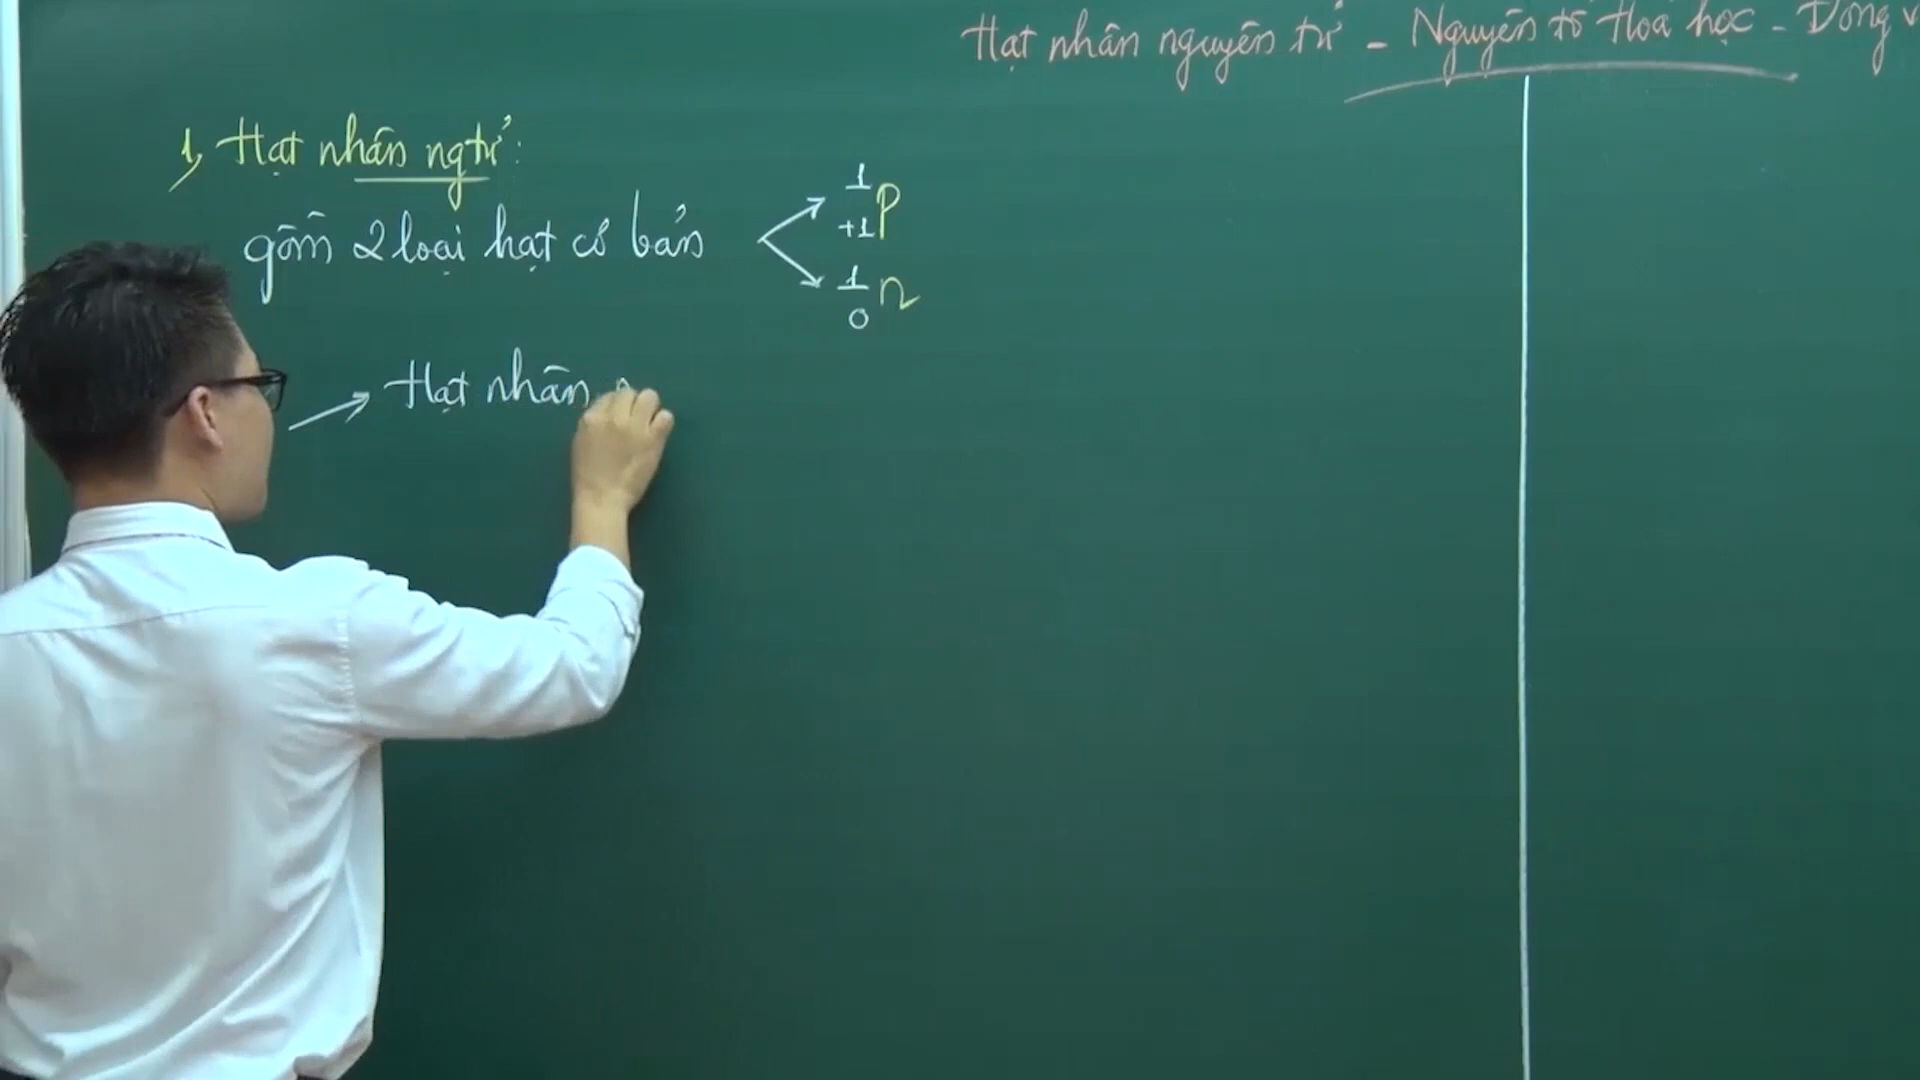 Hạt nhân nguyên tử - Nguyên tố Hoá học - Đồng
1, Hạt nhân ngtử:
gồm 2 loại hạt cơ bản
1
+1 p
1
0 n
→ Hạt nhân